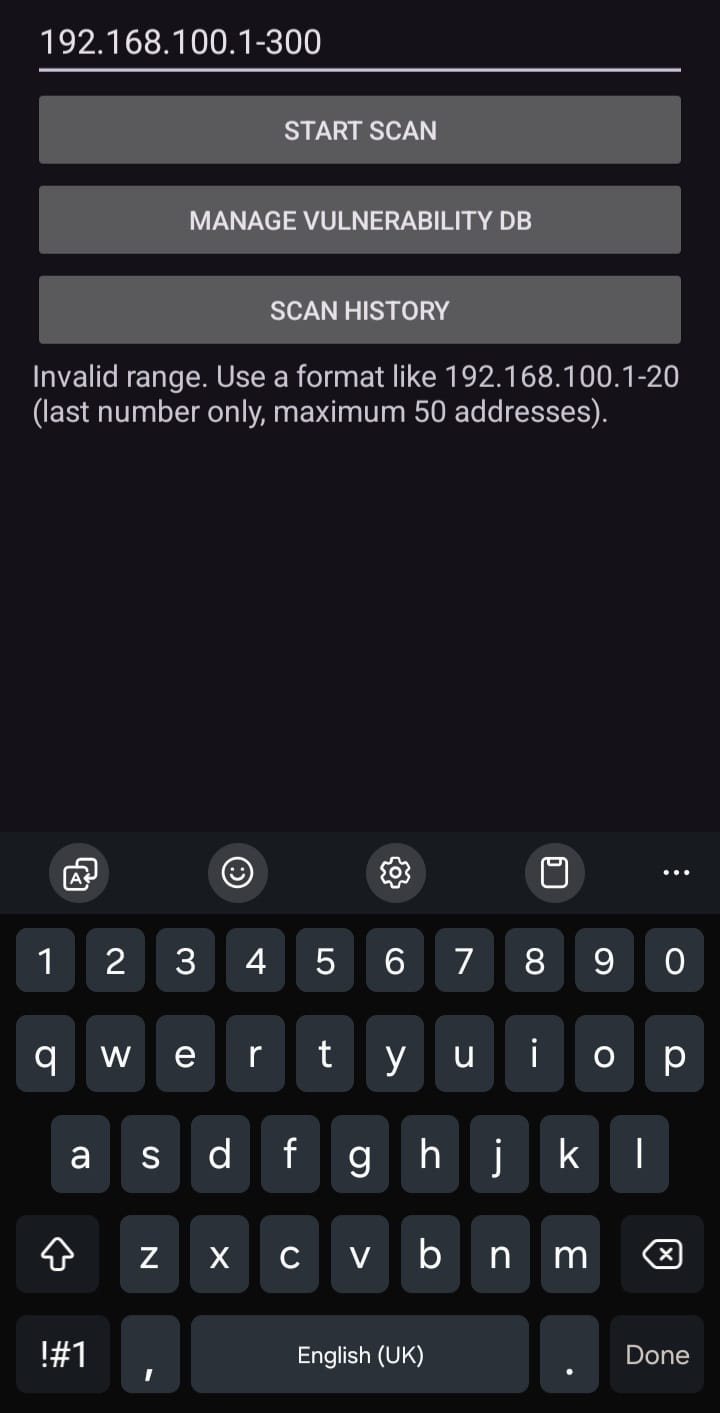 192.168.100.1-300
START SCAN
MANAGE VULNERABILITY DB
SCAN HISTORY
Invalid range. Use a format like 192.168.100.1-20
(last number only, maximum 50 addresses).
A
...
1 2 3 4 5 6 7 8 9 0
q w e r t y u i o p
a s d f g h j k l
z x c v b n m
!#1 , English (UK) . Done